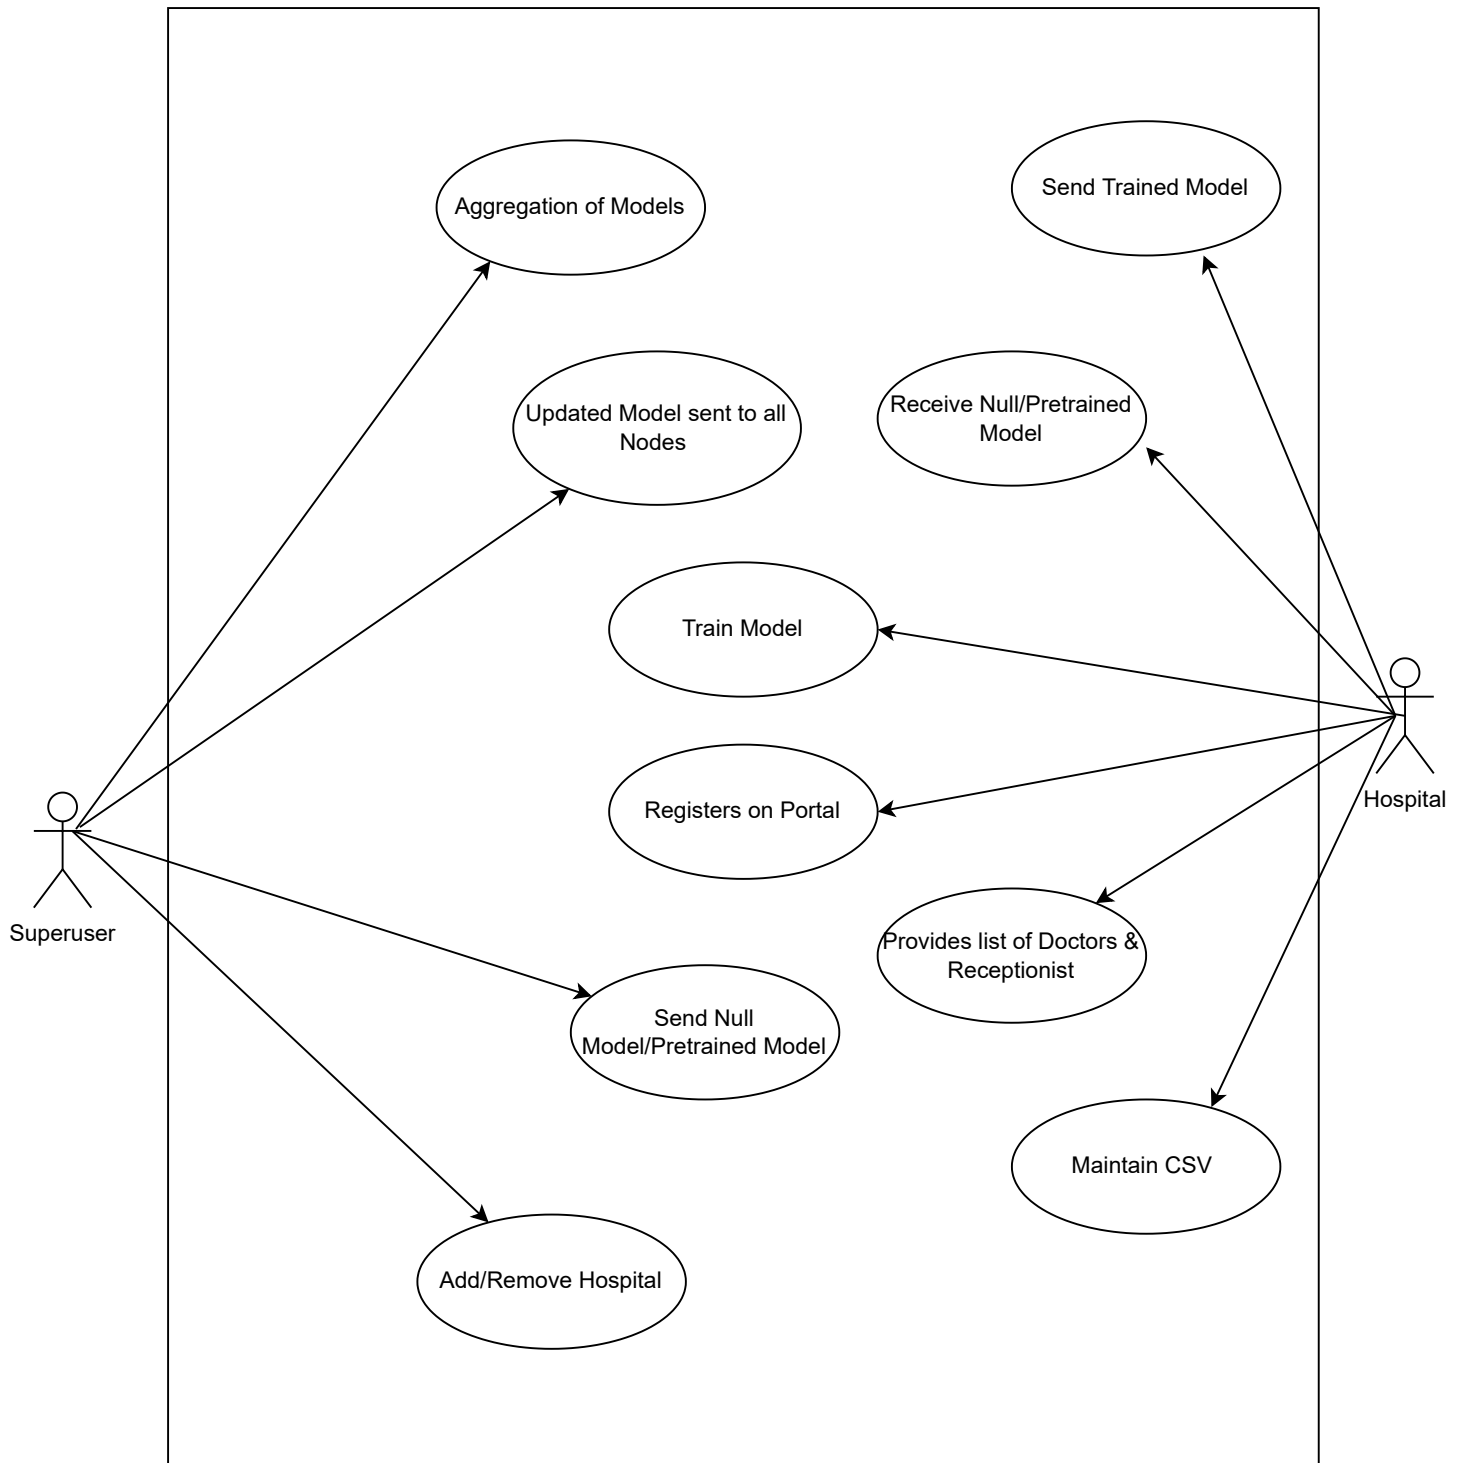 Send Trained Model
Aggregation of Models
Receive Null/Pretrained
Model
Updated Model sent to all
Nodes
Train Model
Hospital
Registers on Portal
Superuser
Provides list of Doctors &
Receptionist
Send Null
Model/Pretrained Model
Maintain CSV
Add/Remove Hospital